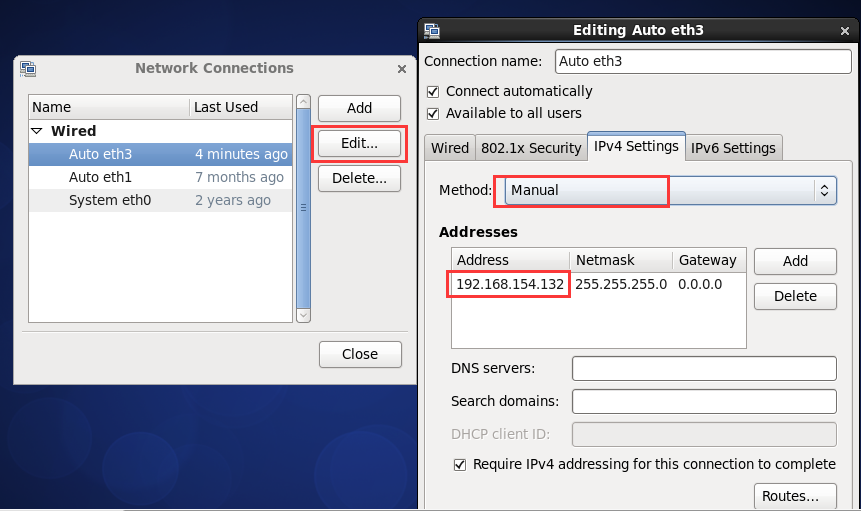 Network Connections
Name Last Used
Wired
Auto eth3 4 minutes ago
Auto eth1 7 months ago
System eth0 2 years ago
Add
Edit...
Delete...
Close
Editing Auto eth3
Connection name: Auto eth3
Connect automatically
Available to all users
Wired 802.1x Security IPv4 Settings IPv6 Settings
Method: Manual
Addresses
Address Netmask Gateway
192.168.154.132 255.255.255.0 0.0.0.0
Add
Delete
DNS servers:
Search domains:
DHCP client ID:
Require IPv4 addressing for this connection to complete
Routes...